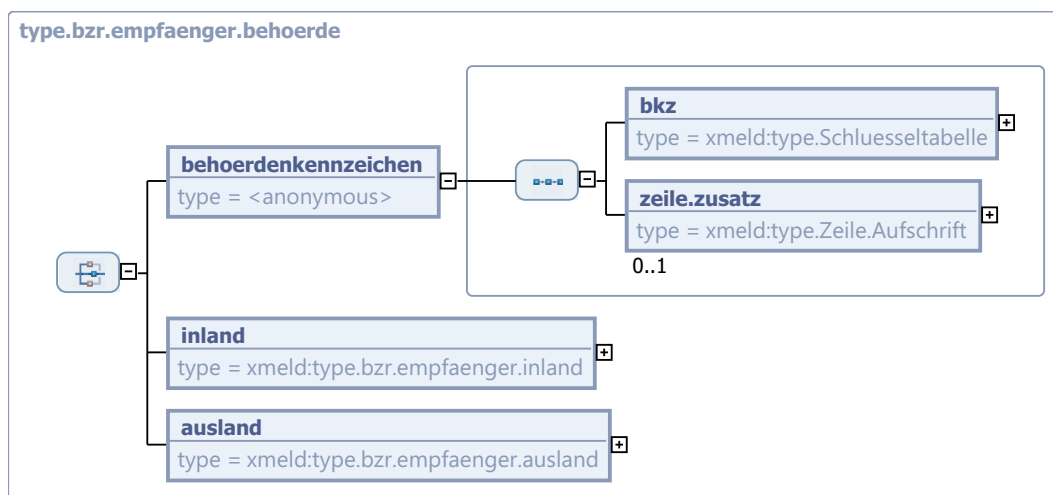 type.bzr.empfaenger.behoerde
bkz
type = xmeld:type.Schluesseltabelle
behoerdenkennzeichen
type = <anonymous>
zeile.zusatz
type = xmeld:type.Zeile.Aufschrift
0..1
inland
type = xmeld:type.bzr.empfaenger.inland
ausland
type = xmeld:type.bzr.empfaenger.ausland